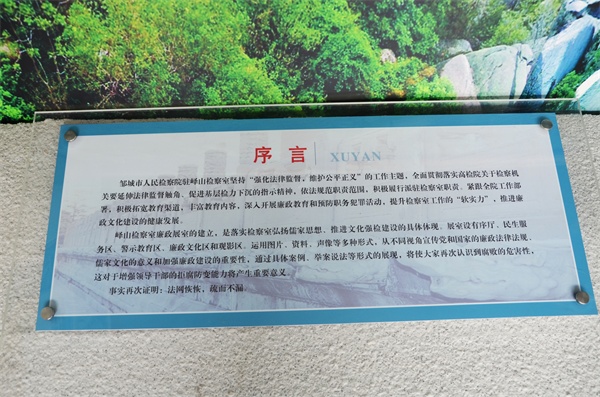 序言 XUYAN
邹城市人民检察院驻峄山检察室坚持“强化法律监督，维护公平正义”的工作主题，全面贯彻落实高检院关于检察机
关要延伸法律监督触角、促进基层检力下沉的指示精神，依法规范职责范围，积极履行派驻检察室职责。紧跟全院工作部
署，积极拓宽教育渠道，丰富教育内容，深入开展廉政教育和预防职务犯罪活动，提升检察室工作的“软实力”，推进廉
政文化建设的健康发展。
峄山检察室廉政展室的建立，是落实检察室弘扬儒家思想、推进文化强检建设的具体体现。展室设有序厅、民生服
务区、警示教育区、廉政文化区和观影区。运用图片、资料、声像等多种形式，从不同视角宣传党和国家的廉政法律法规、
儒家文化的意义和加强廉政建设的重要性，通过具体案例、举案说法等形式的展现，将使大家再次认识到腐败的危害性，
这对于增强领导干部的拒腐防变能力将产生重要意义。
事实再次证明：法网恢恢，疏而不漏。